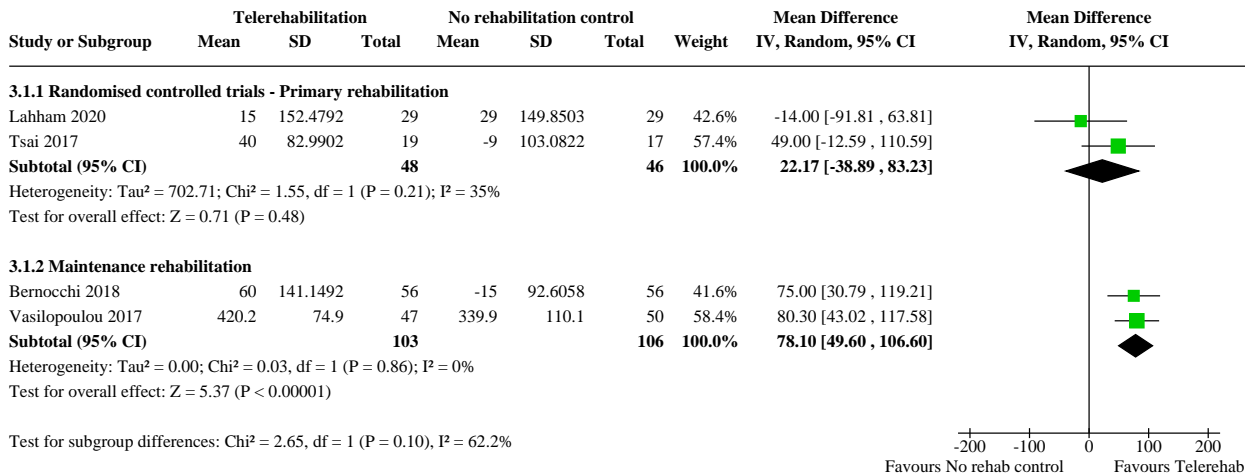 Telerehabilitation No rehabilitation control Mean Difference Mean Difference
Study or Subgroup Mean SD Total Mean SD Total Weight IV, Random, 95% CI IV, Random, 95% CI
3.1.1 Randomised controlled trials - Primary rehabilitation
Lahham 2020 15 152.4792 29 29 149.8503 29 42.6% -14.00 [-91.81 , 63.81]
Tsai 2017 40 82.9902 19 -9 103.0822 17 57.4% 49.00 [-12.59 , 110.59]
Subtotal (95% CI) 48 46 100.0% 22.17 [-38.89 , 83.23]
Heterogeneity: Tau² = 702.71; Chi² = 1.55, df = 1 (P = 0.21); I² = 35%
Test for overall effect: Z = 0.71 (P = 0.48)
3.1.2 Maintenance rehabilitation
Bernocchi 2018 60 141.1492 56 -15 92.6058 56 41.6% 75.00 [30.79 , 119.21]
Vasilopoulou 2017 420.2 74.9 47 339.9 110.1 50 58.4% 80.30 [43.02 , 117.58]
Subtotal (95% CI) 103 106 100.0% 78.10 [49.60 , 106.60]
Heterogeneity: Tau² = 0.00; Chi² = 0.03, df = 1 (P = 0.86); I² = 0%
Test for overall effect: Z = 5.37 (P < 0.00001)
Test for subgroup differences: Chi² = 2.65, df = 1 (P = 0.10), I² = 62.2%
-200 -100 0 100 200
Favours No rehab control Favours Telerehab